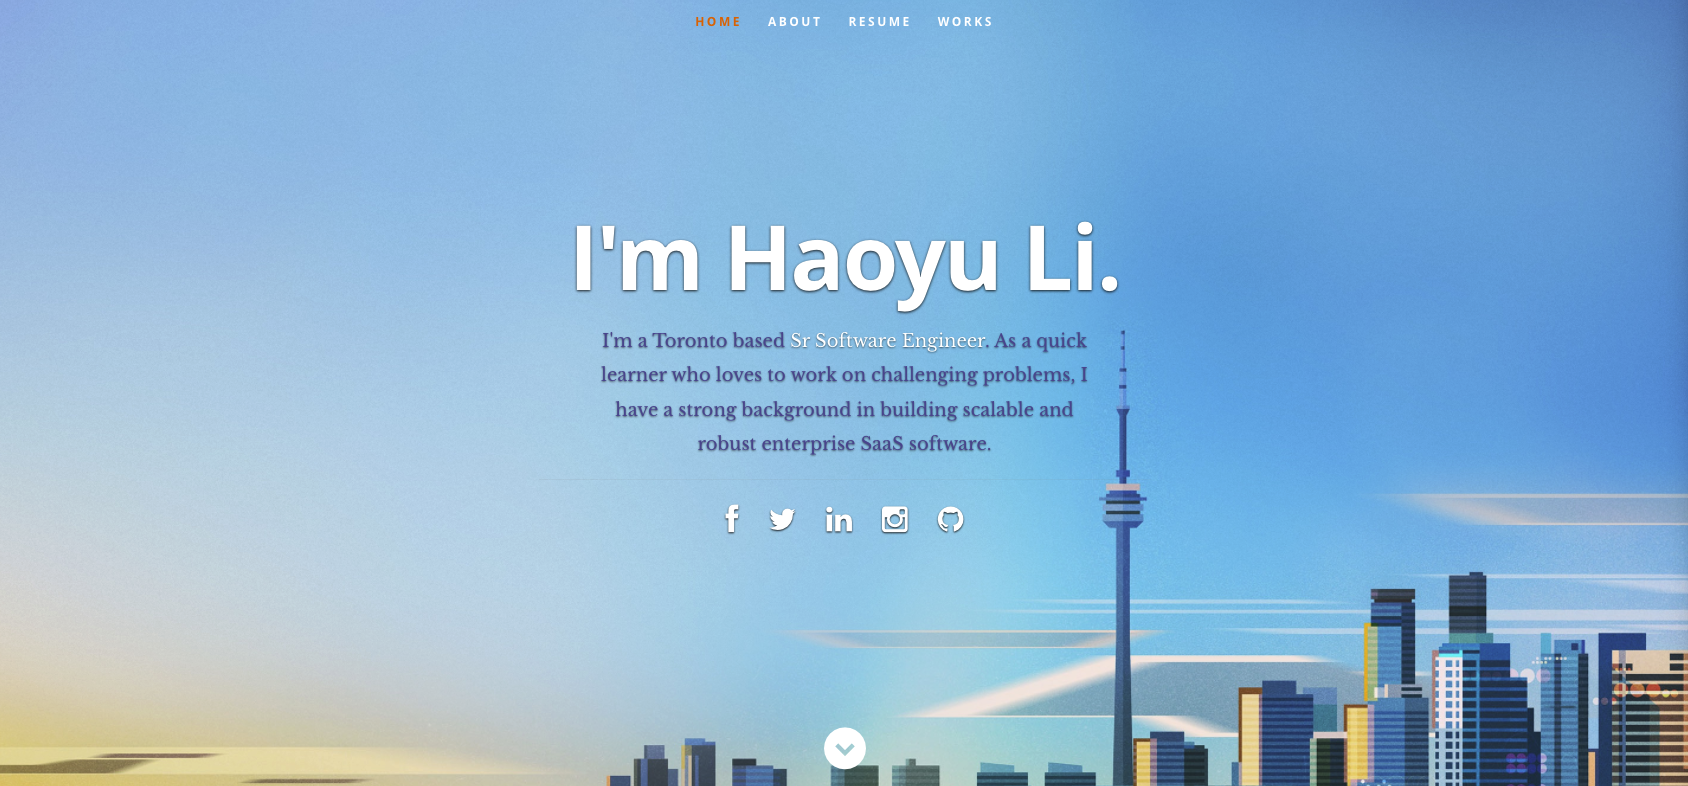 HOME ABOUT RESUME WORKS
I'm Haoyu Li.
I'm a Toronto based Sr Software Engineer. As a quick
learner who loves to work on challenging problems, I
have a strong background in building scalable and
robust enterprise SaaS software.